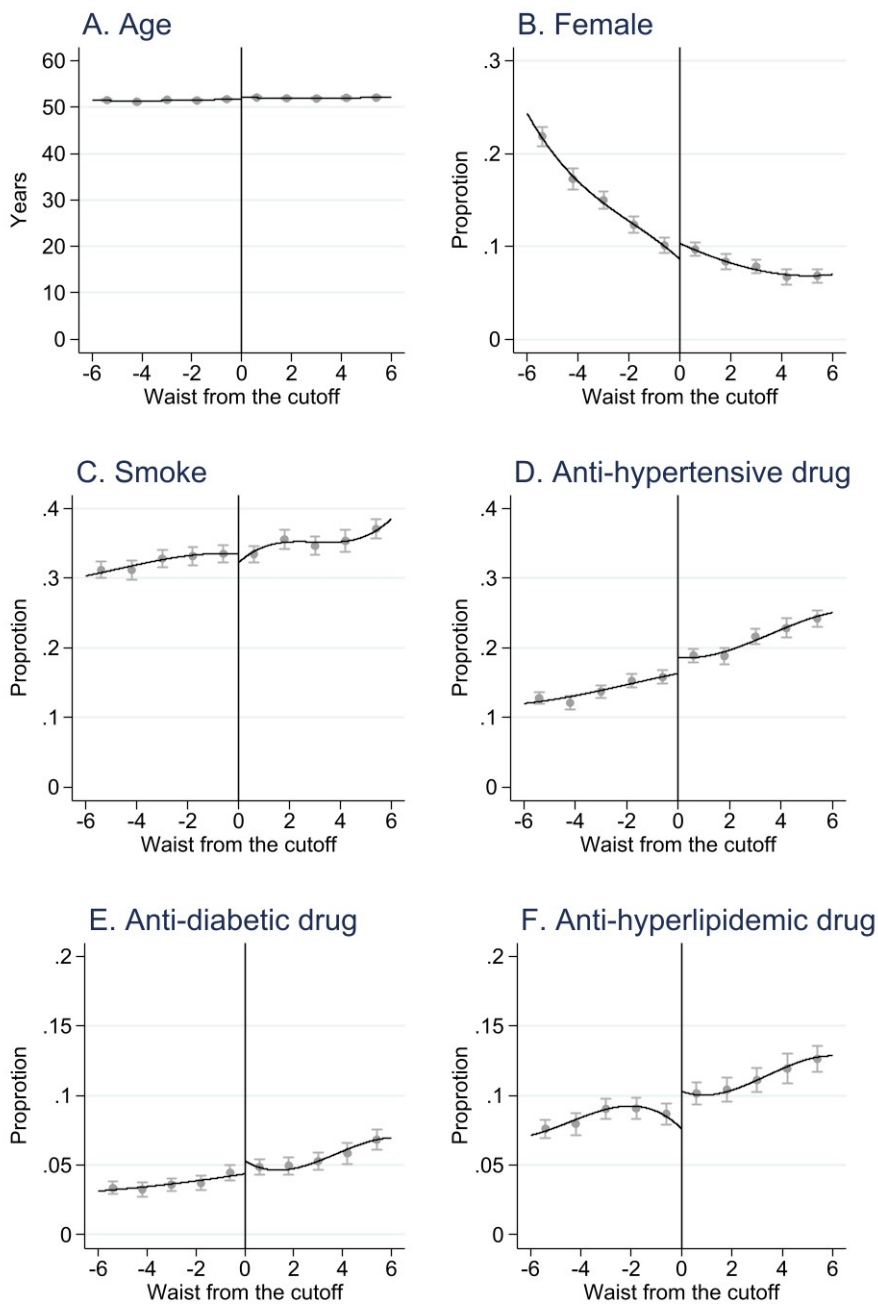 A. Age
60
50
40
30
20
10
0
Years
-6 -4 -2 0 2 4 6
Waist from the cutoff
B. Female
.3
.2
.1
0
Proprotion
-6 -4 -2 0 2 4 6
Waist from the cutoff
C. Smoke
.4
.3
.2
.1
0
Proprotion
-6 -4 -2 0 2 4 6
Waist from the cutoff
D. Anti-hypertensive drug
.4
.3
.2
.1
0
Proprotion
-6 -4 -2 0 2 4 6
Waist from the cutoff
E. Anti-diabetic drug
.2
.15
.1
.05
0
Proprotion
-6 -4 -2 0 2 4 6
Waist from the cutoff
F. Anti-hyperlipidemic drug
.2
.15
.1
.05
0
Proprotion
-6 -4 -2 0 2 4 6
Waist from the cutoff